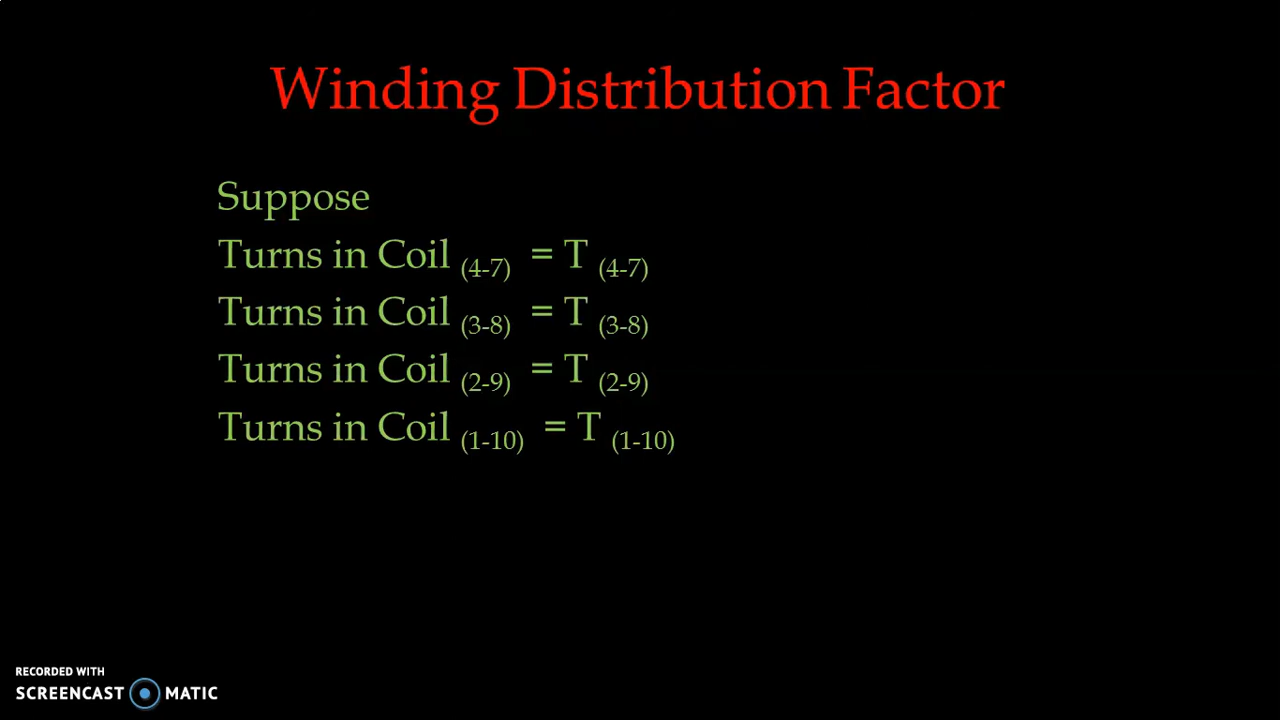 Winding Distribution Factor
Suppose
Turns in Coil (4-7) = T (4-7)
Turns in Coil (3-8) = T (3-8)
Turns in Coil (2-9) = T (2-9)
Turns in Coil (1-10) = T (1-10)
RECORDED WITH
SCREENCAST MATIC